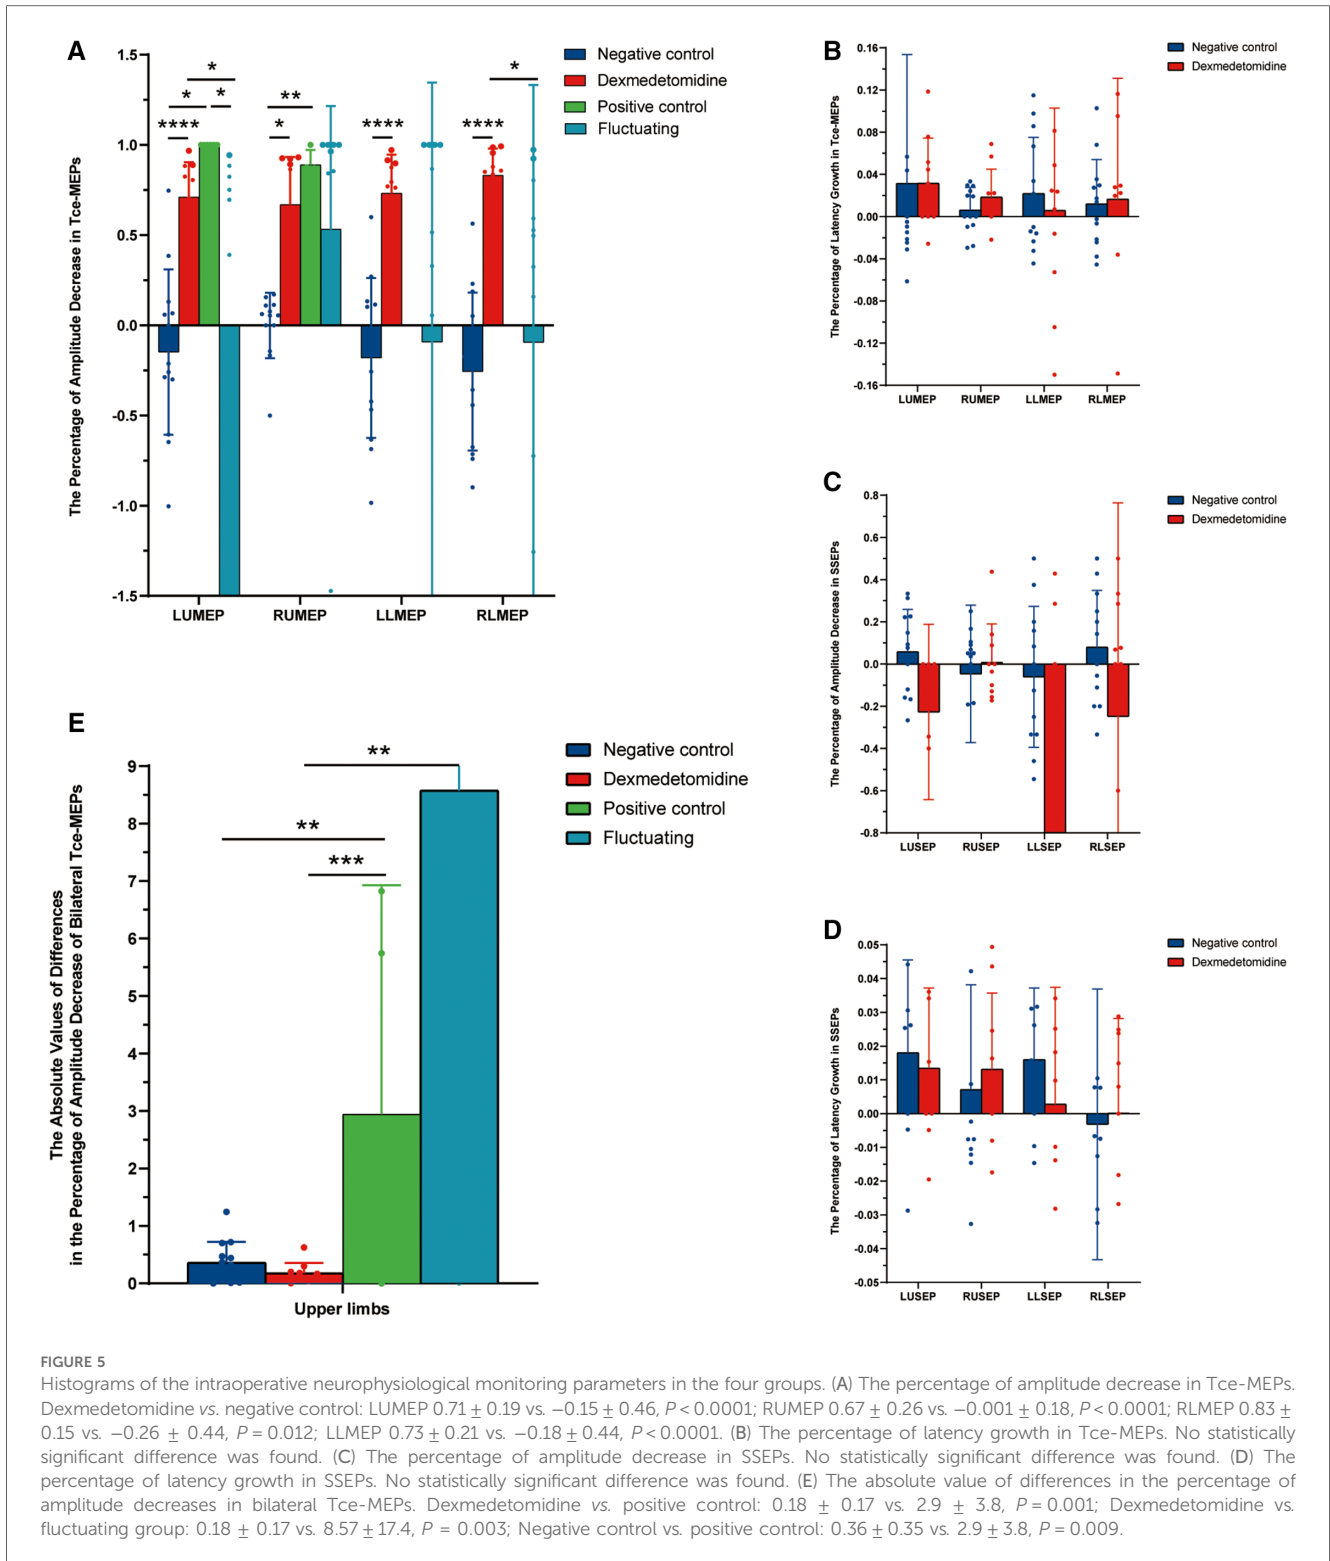 A
1.5
1.0
0.5
0.0
-0.5
-1.0
-1.5
The Percentage of Amplitude Decrease in Tce-MEPs
****
*
*
*
*
**
****
****
*
LUMEP RUMEP LLMEP RLMEP
Negative control
Dexmedetomidine
Positive control
Fluctuating
B
0.16
0.12
0.08
0.04
0.00
-0.04
-0.08
-0.12
-0.16
The Percentage of Latency Growth in Tce-MEPs
LUMEP RUMEP LLMEP RLMEP
Negative control
Dexmedetomidine
C
0.8
0.6
0.4
0.2
0.0
-0.2
-0.4
-0.6
-0.8
The Percentage of Amplitude Decrease in SSEPs
LUSEP RUSEP LLSEP RLSEP
Negative control
Dexmedetomidine
D
0.05
0.04
0.03
0.02
0.01
0.00
-0.01
-0.02
-0.03
-0.04
-0.05
The Percentage of Latency Growth in SSEPs
LUSEP RUSEP LLSEP RLSEP
Negative control
Dexmedetomidine
E
9
8
7
6
5
4
3
2
1
0
The Absolute Values of Differences
in the Percentage of Amplitude Decrease of Bilateral Tce-MEPs
**
**
***
Upper limbs
Negative control
Dexmedetomidine
Positive control
Fluctuating
FIGURE 5
Histograms of the intraoperative neurophysiological monitoring parameters in the four groups. (A) The percentage of amplitude decrease in Tce-MEPs.
Dexmedetomidine vs. negative control: LUMEP 0.71 ± 0.19 vs. −0.15 ± 0.46, P < 0.0001; RUMEP 0.67 ± 0.26 vs. −0.001 ± 0.18, P < 0.0001; RLMEP 0.83 ±
0.15 vs. −0.26 ± 0.44, P = 0.012; LLMEP 0.73 ± 0.21 vs. −0.18 ± 0.44, P < 0.0001. (B) The percentage of latency growth in Tce-MEPs. No statistically
significant difference was found. (C) The percentage of amplitude decrease in SSEPs. No statistically significant difference was found. (D) The
percentage of latency growth in SSEPs. No statistically significant difference was found. (E) The absolute value of differences in the percentage of
amplitude decreases in bilateral Tce-MEPs. Dexmedetomidine vs. positive control: 0.18 ± 0.17 vs. 2.9 ± 3.8, P = 0.001; Dexmedetomidine vs.
fluctuating group: 0.18 ± 0.17 vs. 8.57 ± 17.4, P = 0.003; Negative control vs. positive control: 0.36 ± 0.35 vs. 2.9 ± 3.8, P = 0.009.